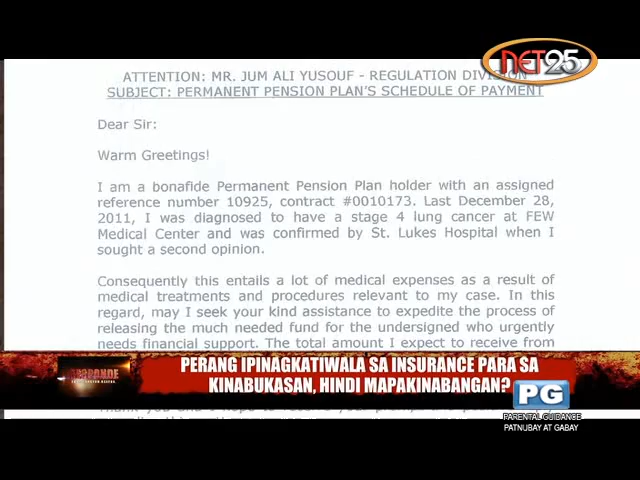 NET25
ATTENTION: MR. JUM ALI YUSOUF - REGULATION DIVISION
SUBJECT: PERMANENT PENSION PLAN'S SCHEDULE OF PAYMENT
Dear Sir:
Warm Greetings!
I am a bonafide Permanent Pension Plan holder with an assigned
reference number 10925, contract #0010173. Last December 28,
2011, I was diagnosed to have a stage 4 lung cancer at FEW
Medical Center and was confirmed by St. Lukes Hospital when I
sought a second opinion.
Consequently this entails a lot of medical expenses as a result of
medical treatments and procedures relevant to my case. In this
regard, may I seek your kind assistance to expedite the process of
releasing the much needed fund for the undersigned who urgently
needs financial support. The total amount I expect to receive from
PERANG IPINAGKATIWALA SA INSURANCE PARA SA
KINABUKASAN, HINDI MAPAKINABANGAN?
PG
PARENTAL GUIDANCE
PATNUBAY AT GABAY